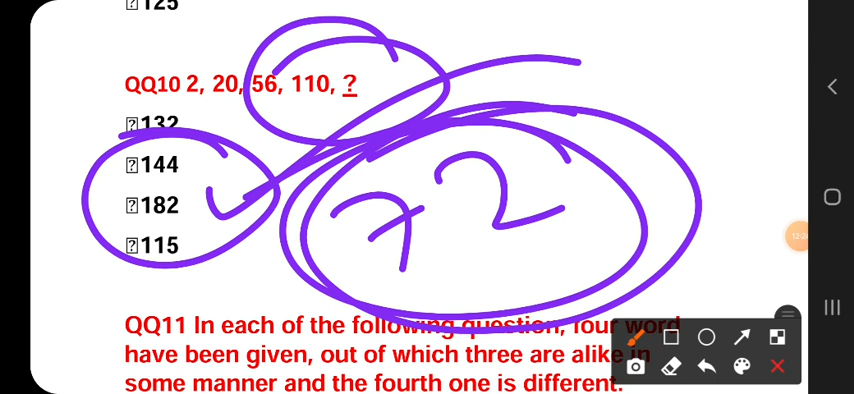 125
QQ10 2, 20, 56, 110, ?
132
144
182
115
72
QQ11 In each of the following question, four word
have been given, out of which three are alike in
some manner and the fourth one is different.